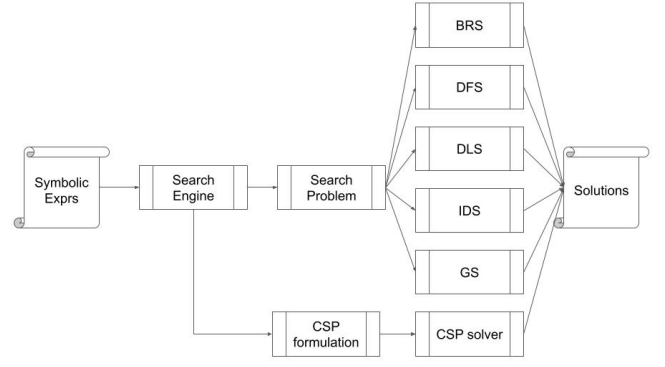 BRS
DFS
DLS
Symbolic
Exprs
Search
Engine
Search
Problem
Solutions
IDS
GS
CSP
formulation
CSP solver